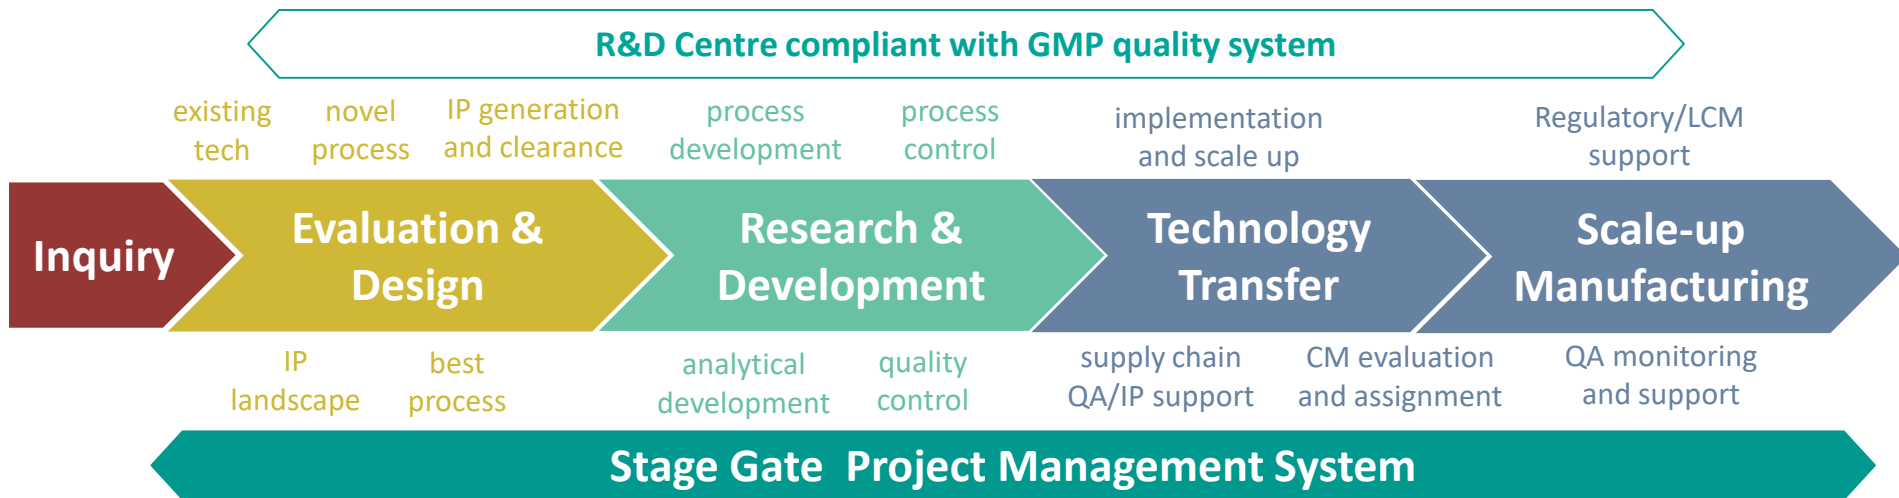 R&D Centre compliant with GMP quality system
existing
tech
novel
process
IP generation
and clearance
process
development
process
control
implementation
and scale up
Regulatory/LCM
support
Inquiry
Evaluation &
Design
Research &
Development
Technology
Transfer
Scale-up
Manufacturing
IP
landscape
best
process
analytical
development
quality
control
supply chain
QA/IP support
CM evaluation
and assignment
QA monitoring
and support
Stage Gate  Project Management System